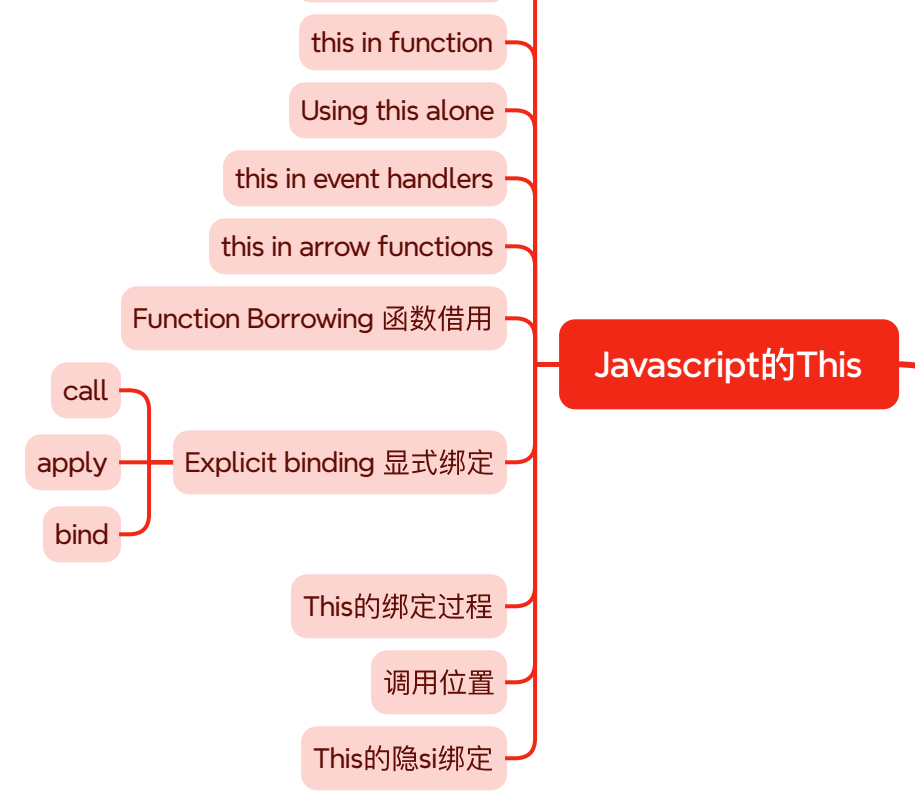 this in function
Using this alone
this in event handlers
this in arrow functions
Function Borrowing 函数借用
Javascript的This
call
apply
Explicit binding 显式绑定
bind
This的绑定过程
调用位置
This的隐si绑定